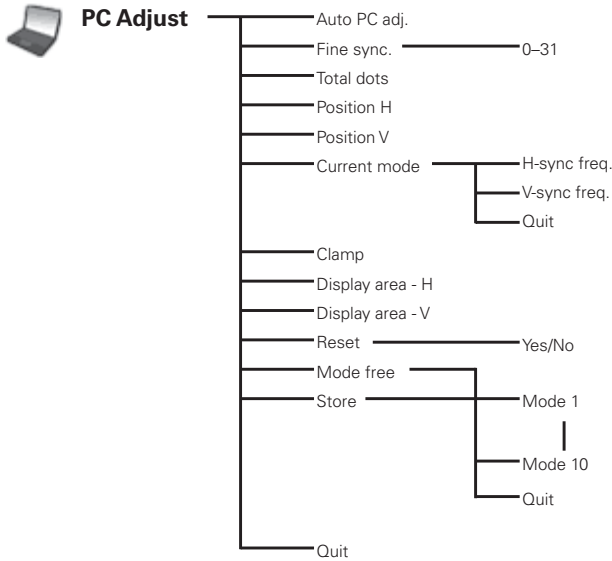 PC Adjust
Auto PC adj.
Fine sync.
0–31
Total dots
Position H
Position V
Current mode
H-sync freq.
V-sync freq.
Quit
Clamp
Display area - H
Display area - V
Reset
Yes/No
Mode free
Store
Mode 1
Mode 10
Quit
Quit